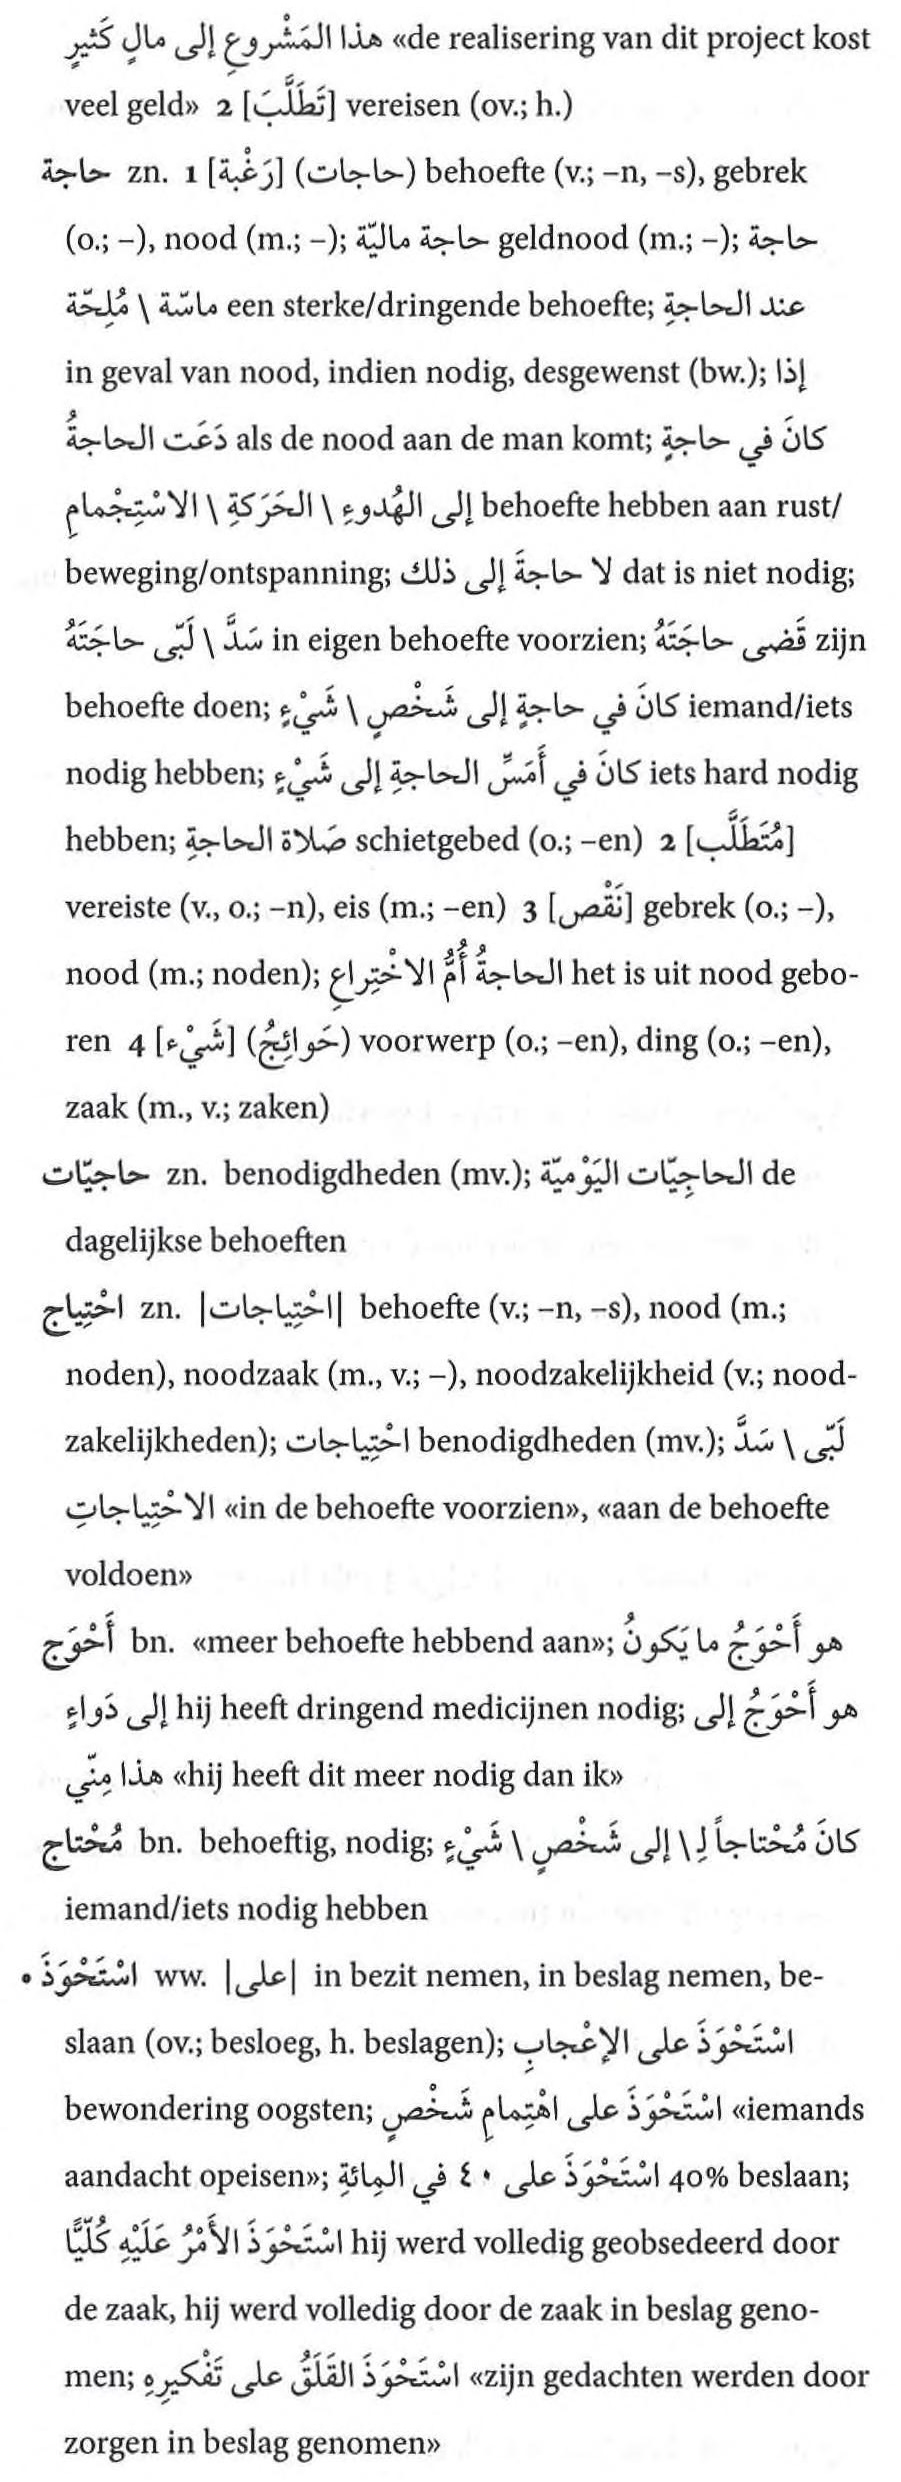 هذا المَشْروعِ إلى مالٍ كَثيرٍ «de realisering van dit project kost
veel geld» 2 [تَطَلَّبَ] vereisen (ov.; h.)
حاجة zn. 1 [رَغْبة] (حاجات) behoefte (v.; –n, –s), gebrek
(o.; –), nood (m.; –); حاجة ماليّة geldnood (m.; –); حاجة
ماسّة \ مُلِحّة een sterke/dringende behoefte; عند الحاجةِ
in geval van nood, indien nodig, desgewenst (bw.); إذا
دَعَت الحاجةُ als de nood aan de man komt; كانَ في حاجةٍ
إلى الهُدوءِ \ الحَرَكةِ \ الاسْتِجْمامِ behoefte hebben aan rust/
beweging/ontspanning; لا حاجةَ إلى ذلك dat is niet nodig;
سَدَّ \ لَبّى حاجَتَهُ in eigen behoefte voorzien; قَضى حاجَتَهُ zijn
behoefte doen; كانَ في حاجةٍ إلى شَخْصٍ \ شَيْءٍ iemand/iets
nodig hebben; كانَ في أَمَسِّ الحاجةِ إلى شَيْءٍ iets hard nodig
hebben; صَلاة الحاجةِ schietgebed (o.; –en) 2 [مُتَطَلَّب]
vereiste (v., o.; –n), eis (m.; –en) 3 [نَقْص] gebrek (o.; –),
nood (m.; noden); الحاجةُ أُمُّ الاخْتِراعِ het is uit nood gebo-
ren 4 [شَيْء] (حَوائِجُ) voorwerp (o.; –en), ding (o.; –en),
zaak (m., v.; zaken)
حاجيّات zn. benodigdheden (mv.); الحاجِيّات اليَوْميّة de
dagelijkse behoeften
احْتِياج zn. |احْتِياجات| behoefte (v.; –n, –s), nood (m.;
noden), noodzaak (m., v.; –), noodzakelijkheid (v.; nood-
zakelijkheden); احْتِياجات benodigdheden (mv.); لَبّى \ سَدَّ
الاحْتِياجاتِ «in de behoefte voorzien», «aan de behoefte
voldoen»
أَحْوَج bn. «meer behoefte hebbend aan»; هو أَحْوَجُ ما يَكونُ
إلى دَواءٍ hij heeft dringend medicijnen nodig; هو أَحْوَجُ إلى
هذا مِنّي «hij heeft dit meer nodig dan ik»
مُحْتاج bn. behoeftig, nodig; كانَ مُحْتاجاً لِ \ إلى شَخْصٍ \ شَيْءٍ
iemand/iets nodig hebben
• اسْتَحْوَذَ ww. |على| in bezit nemen, in beslag nemen, be-
slaan (ov.; besloeg, h. beslagen); اسْتَحْوَذَ على الإعْجابِ
bewondering oogsten; اسْتَحْوَذَ على اهْتِمامِ شَخْصٍ «iemands
aandacht opeisen»; اسْتَحْوَذَ على ٤٠ في المِائةِ 40% beslaan;
اسْتَحْوَذَ الأَمْرُ عَلَيْهِ كُلّيًّا hij werd volledig geobsedeerd door
de zaak, hij werd volledig door de zaak in beslag geno-
men; اسْتَحْوَذَ القَلَقُ على تَفْكيرِهِ «zijn gedachten werden door
zorgen in beslag genomen»